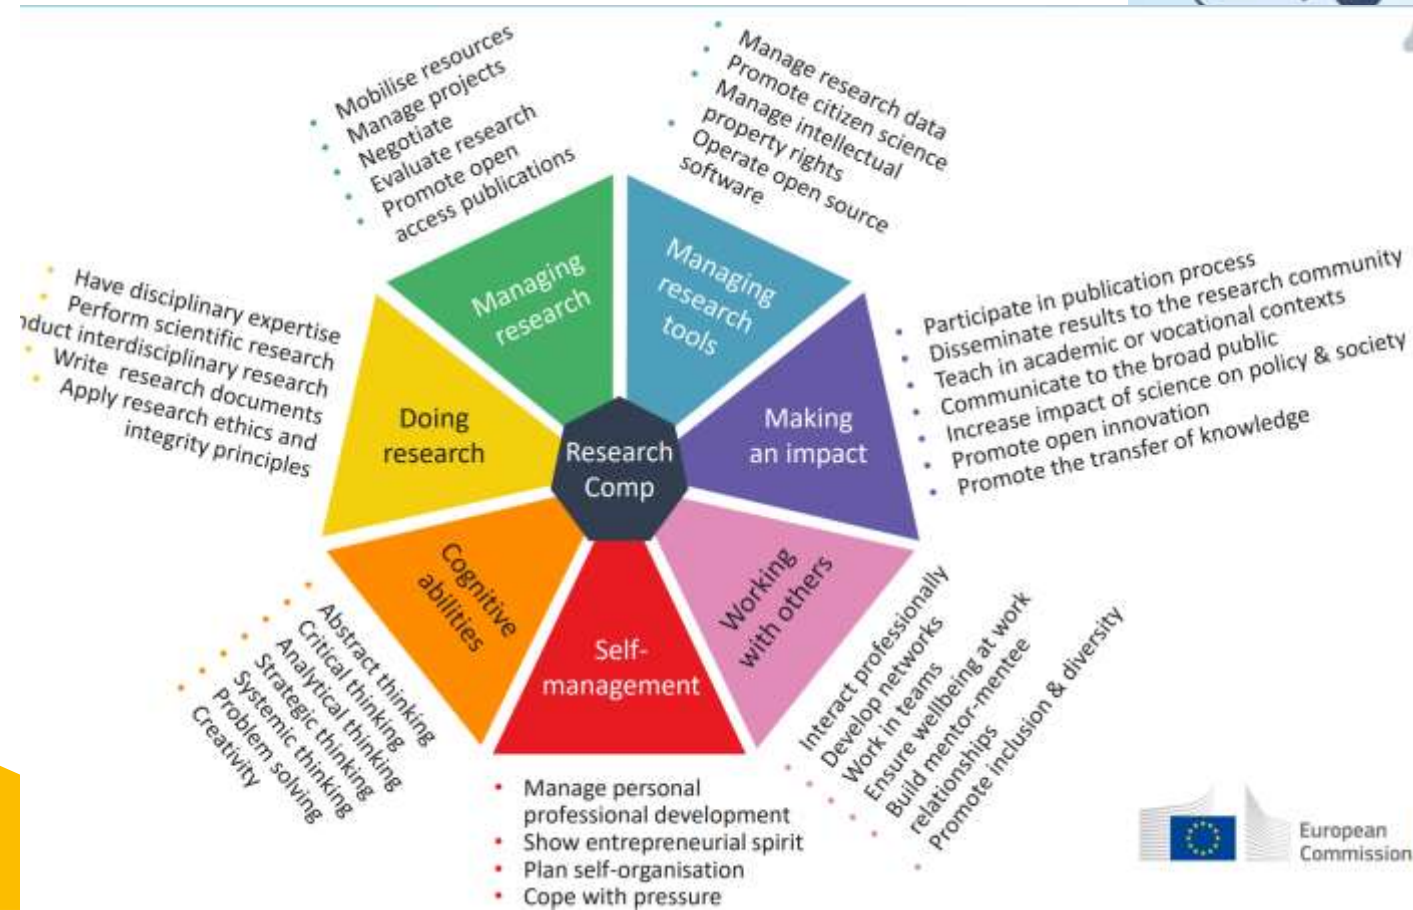 Mobilise resources
Manage projects
Negotiate
Evaluate research
Promote open
access publications
Manage research data
Promote citizen science
Manage intellectual
property rights
Operate open source
software
Have disciplinary expertise
Perform scientific research
nduct interdisciplinary research
Write research documents
Apply research ethics and
integrity principles
Managing
research
Managing
research
tools
Participate in publication process
Disseminate results to the research community
Teach in academic or vocational contexts
Communicate to the broad public
Increase impact of science on policy & society
Promote open innovation
Promote the transfer of knowledge
Doing
research
Research
Comp
Making
an impact
Cognitive
abilities
Self-
management
Working
with others
Abstract thinking
Critical thinking
Analytical thinking
Strategic thinking
Systemic thinking
Problem solving
Creativity
Manage personal
professional development
Show entrepreneurial spirit
Plan self-organisation
Cope with pressure
Interact professionally
Develop networks
Work in teams
Ensure wellbeing at work
Build mentor-mentee
relationships
Promote inclusion & diversity
European
Commission